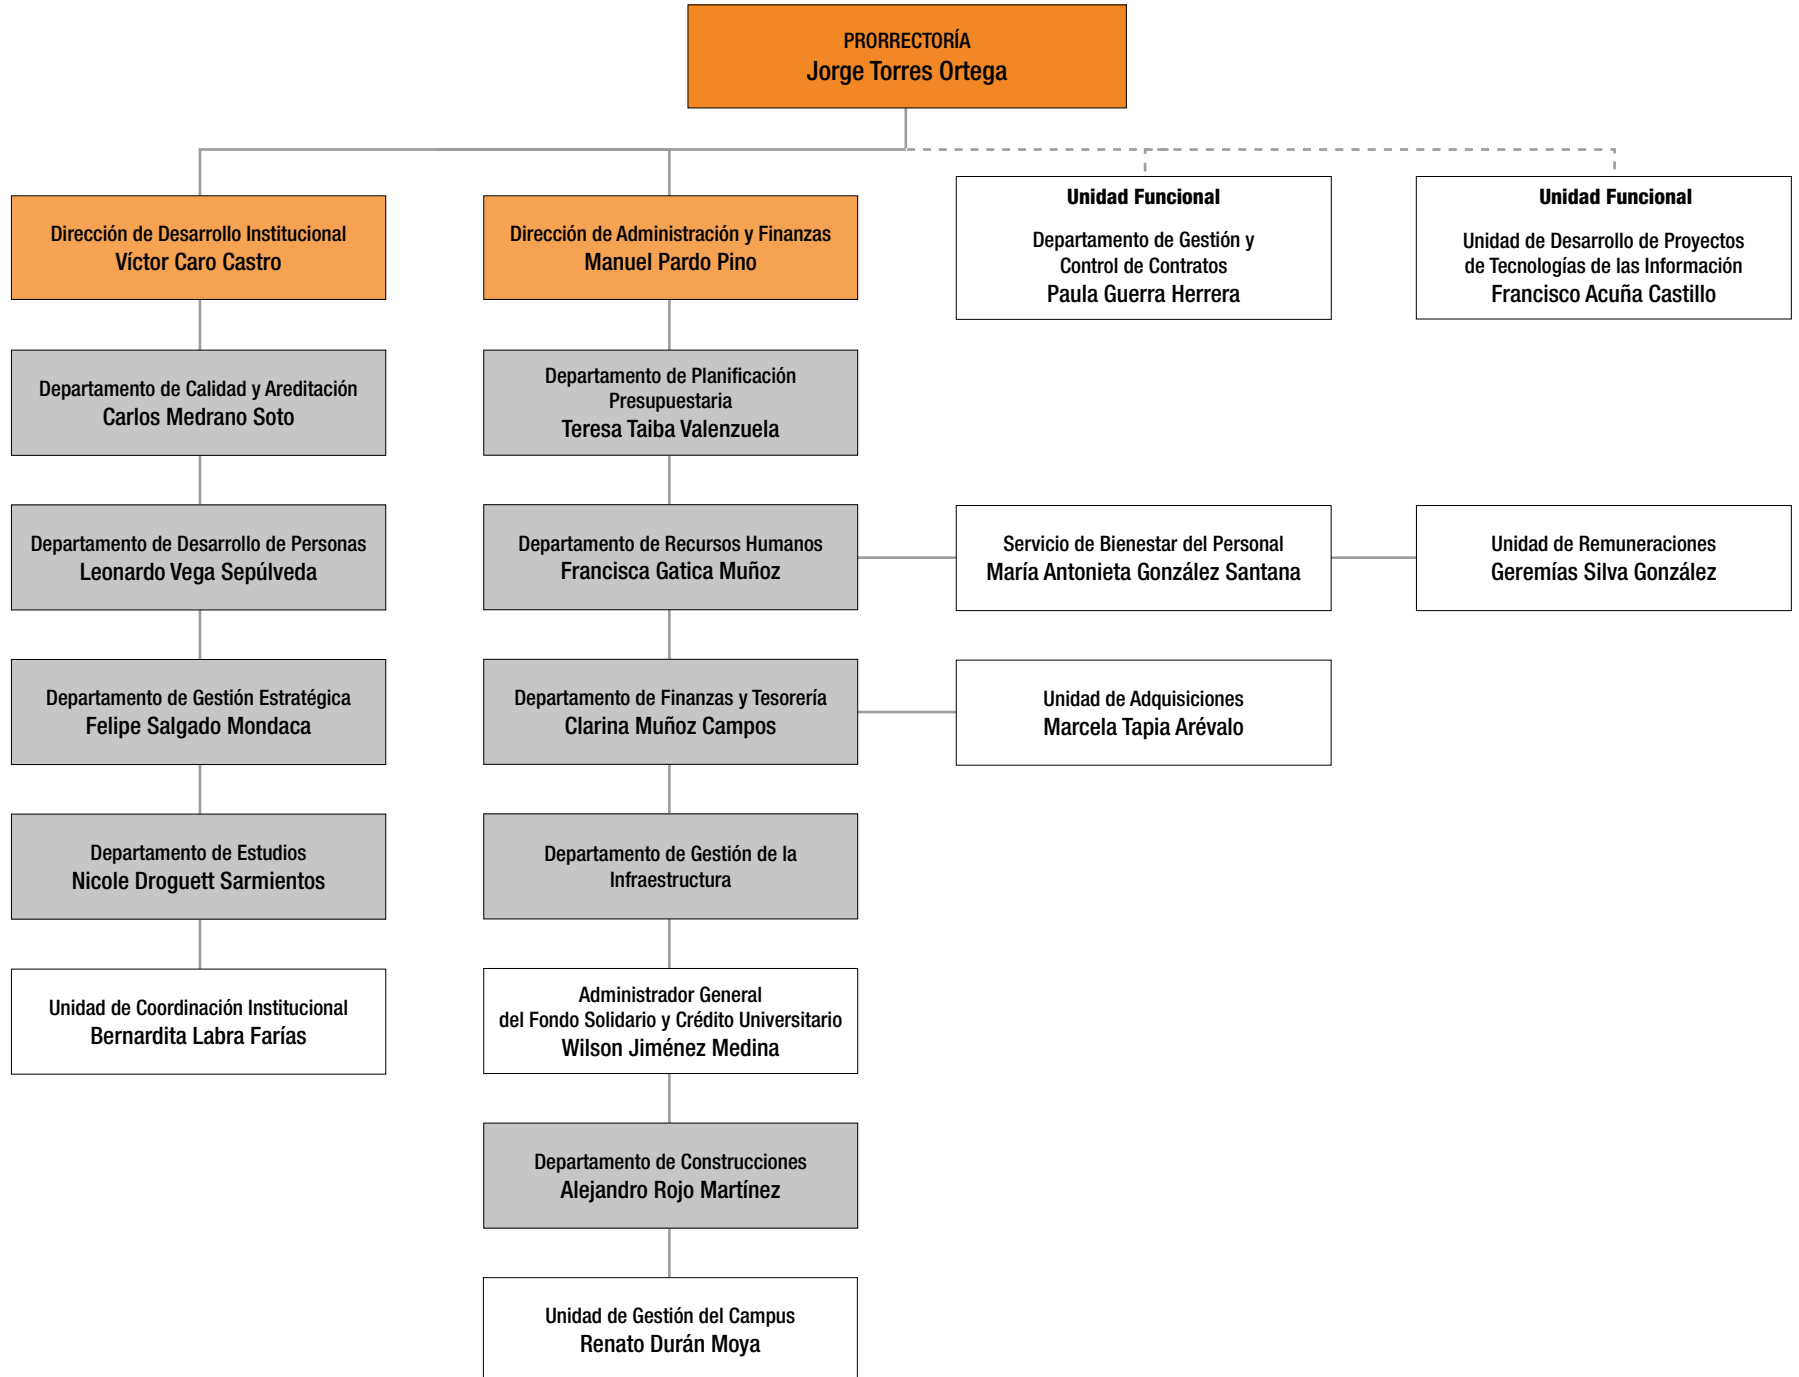 PRORRECTORÍA
Jorge Torres Ortega
Dirección de Desarrollo Institucional
Víctor Caro Castro
Dirección de Administración y Finanzas
Manuel Pardo Pino
Unidad Funcional
Departamento de Gestión y
Control de Contratos
Paula Guerra Herrera
Unidad Funcional
Unidad de Desarrollo de Proyectos
de Tecnologías de las Información
Francisco Acuña Castillo
Departamento de Calidad y Areditación
Carlos Medrano Soto
Departamento de Planificación
Presupuestaria
Teresa Taiba Valenzuela
Departamento de Desarrollo de Personas
Leonardo Vega Sepúlveda
Departamento de Recursos Humanos
Francisca Gatica Muñoz
Servicio de Bienestar del Personal
María Antonieta González Santana
Unidad de Remuneraciones
Geremías Silva González
Departamento de Gestión Estratégica
Felipe Salgado Mondaca
Departamento de Finanzas y Tesorería
Clarina Muñoz Campos
Unidad de Adquisiciones
Marcela Tapia Arévalo
Departamento de Estudios
Nicole Droguett Sarmientos
Departamento de Gestión de la
Infraestructura
Unidad de Coordinación Institucional
Bernardita Labra Farías
Administrador General
del Fondo Solidario y Crédito Universitario
Wilson Jiménez Medina
Departamento de Construcciones
Alejandro Rojo Martínez
Unidad de Gestión del Campus
Renato Durán Moya